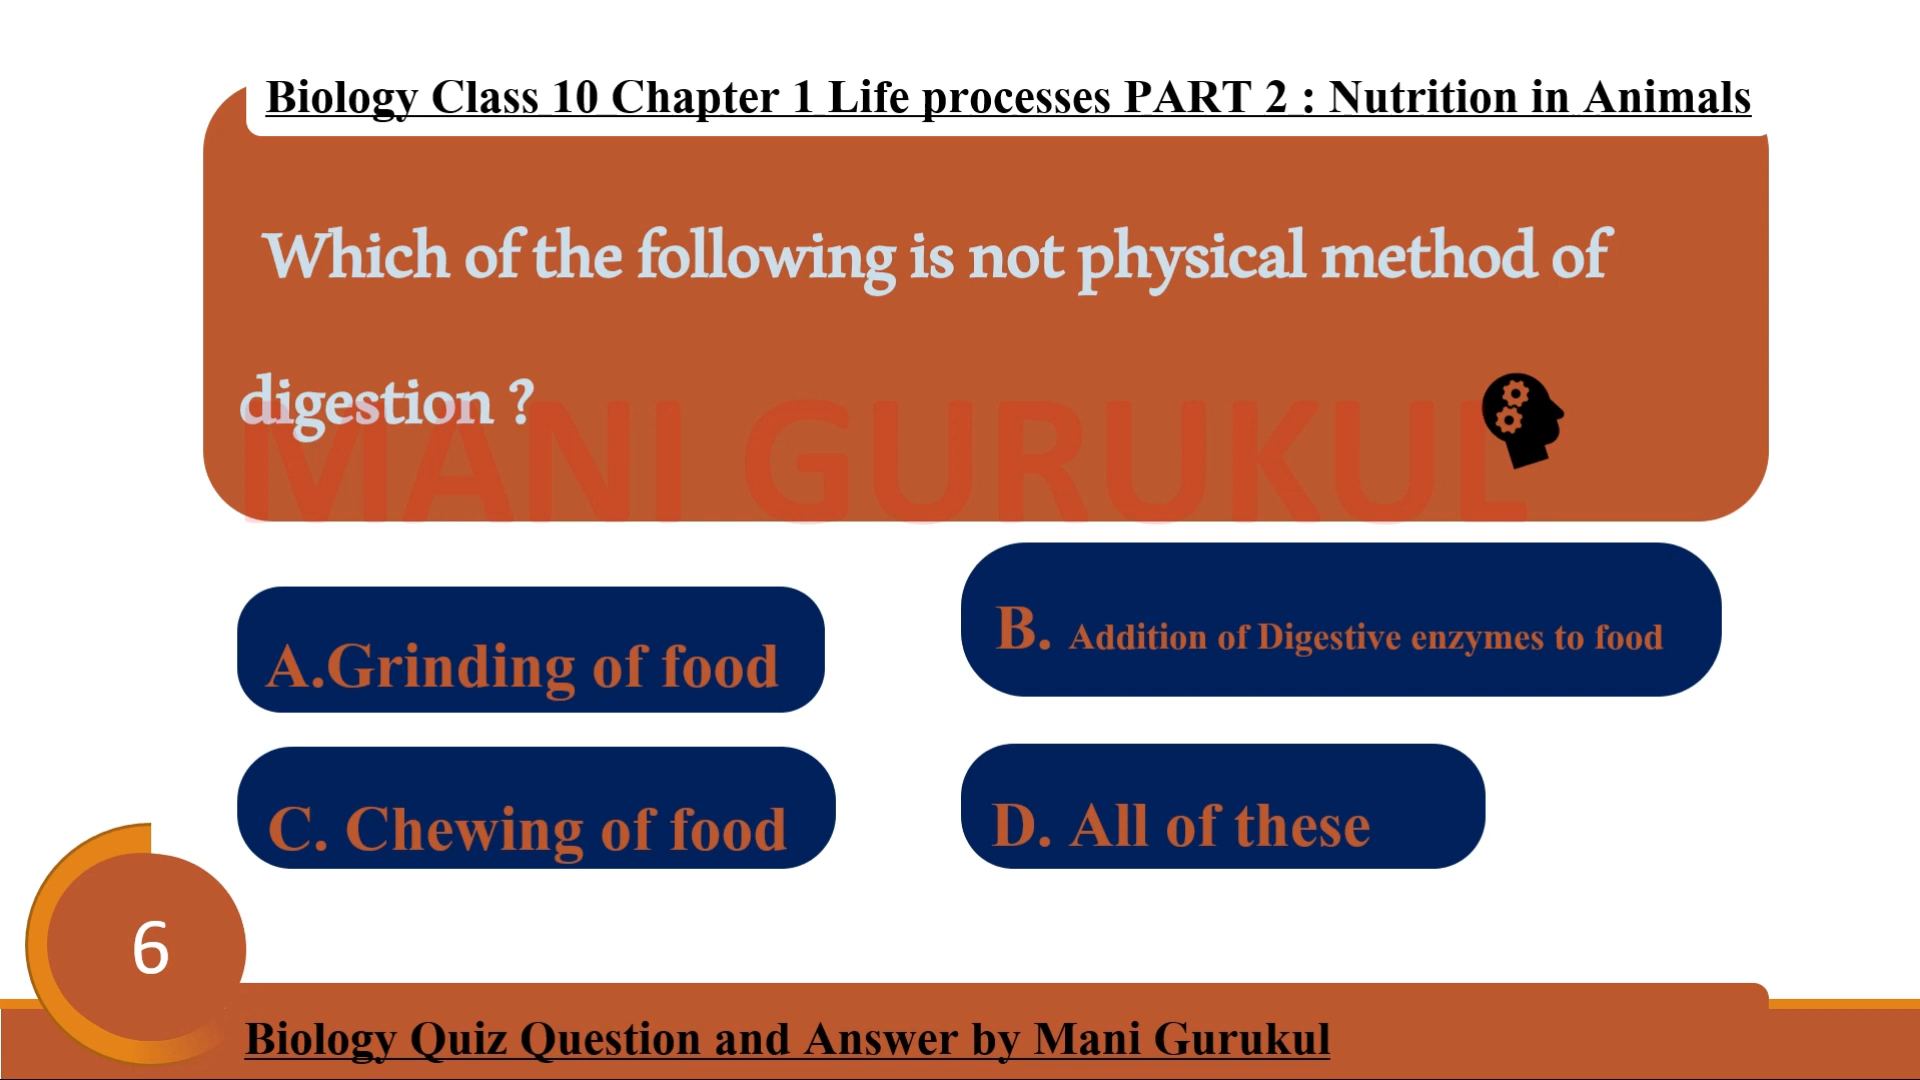 Biology Class 10 Chapter 1 Life processes PART 2 : Nutrition in Animals
Which of the following is not physical method of
digestion ?
MANI GURUKUL
A.Grinding of food
B. Addition of Digestive enzymes to food
C. Chewing of food
D. All of these
6
Biology Quiz Question and Answer by Mani Gurukul